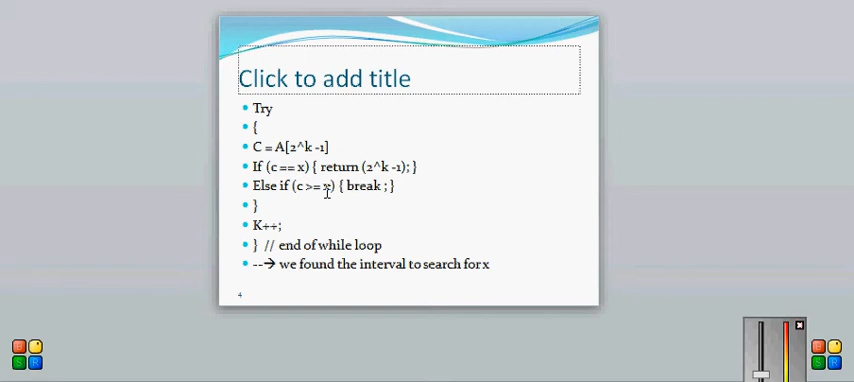 Click to add title
Try
{
C = A[2^k -1]
If (c == x) { return (2^k -1); }
Else if (c >= x) { break ; }
}
K++;
} // end of while loop
--→ we found the interval to search for x
4